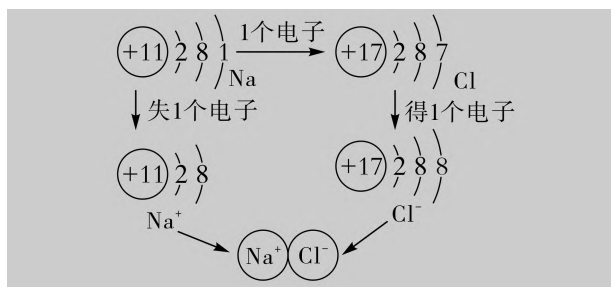 +11 2 8 1 1个电子 +17 2 8 7
Na Cl
失1个电子 得1个电子
+11 2 8 +17 2 8 8
Na⁺ Cl⁻
Na⁺ Cl⁻